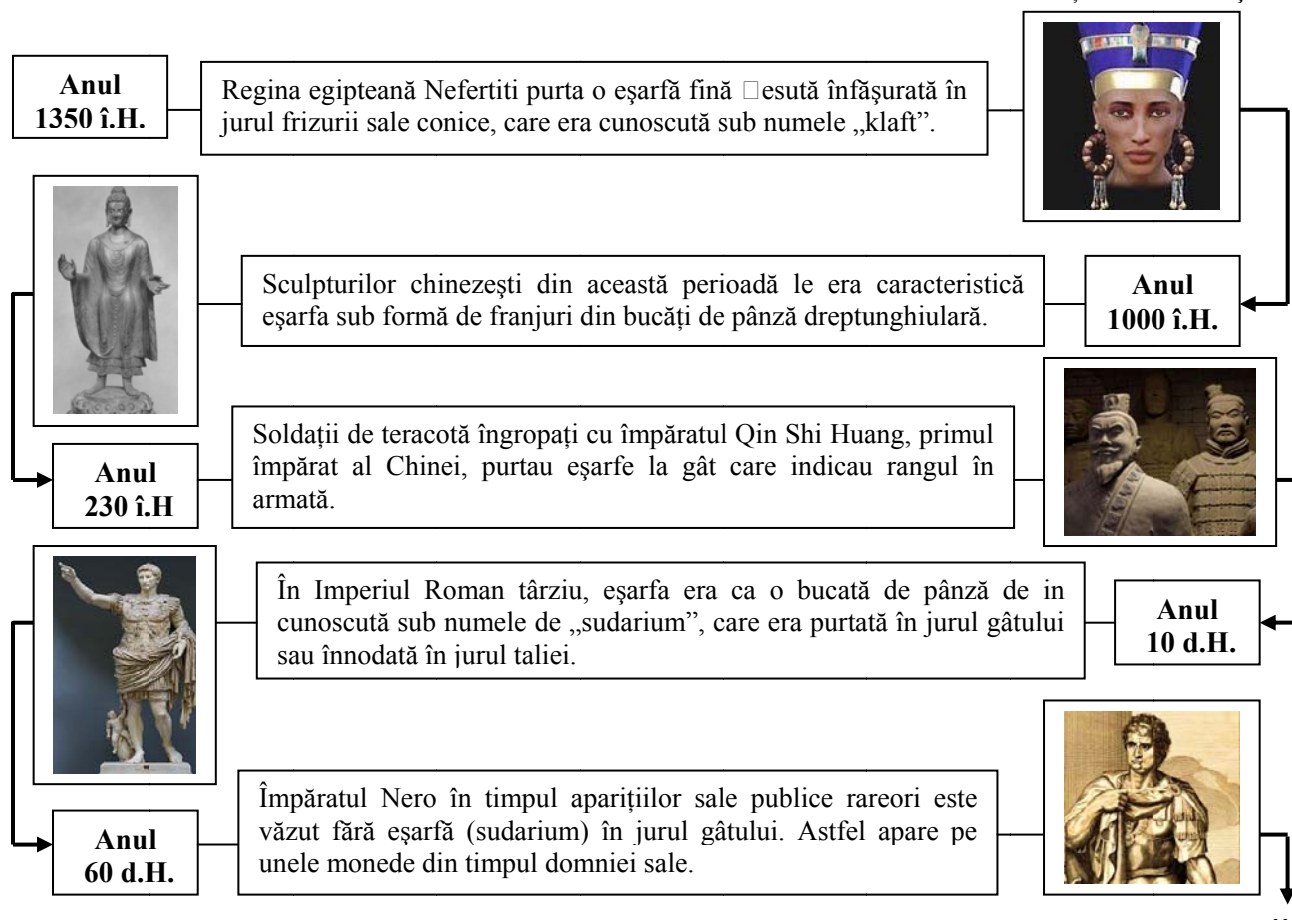 Anul
1350 î.H.
Regina egipteană Nefertiti purta o eşarfă fină □esută înfăşurată în
jurul frizurii sale conice, care era cunoscută sub numele „klaft”.
Sculpturilor chinezeşti din această perioadă le era caracteristică
eşarfa sub formă de franjuri din bucăți de pânză dreptunghiulară.
Anul
1000 î.H.
Anul
230 î.H
Soldații de teracotă îngropați cu împăratul Qin Shi Huang, primul
împărat al Chinei, purtau eşarfe la gât care indicau rangul în
armată.
În Imperiul Roman târziu, eşarfa era ca o bucată de pânză de in
cunoscută sub numele de „sudarium”, care era purtată în jurul gâtului
sau înnodată în jurul taliei.
Anul
10 d.H.
Anul
60 d.H.
Împăratul Nero în timpul aparițiilor sale publice rareori este
văzut fără eşarfă (sudarium) în jurul gâtului. Astfel apare pe
unele monede din timpul domniei sale.